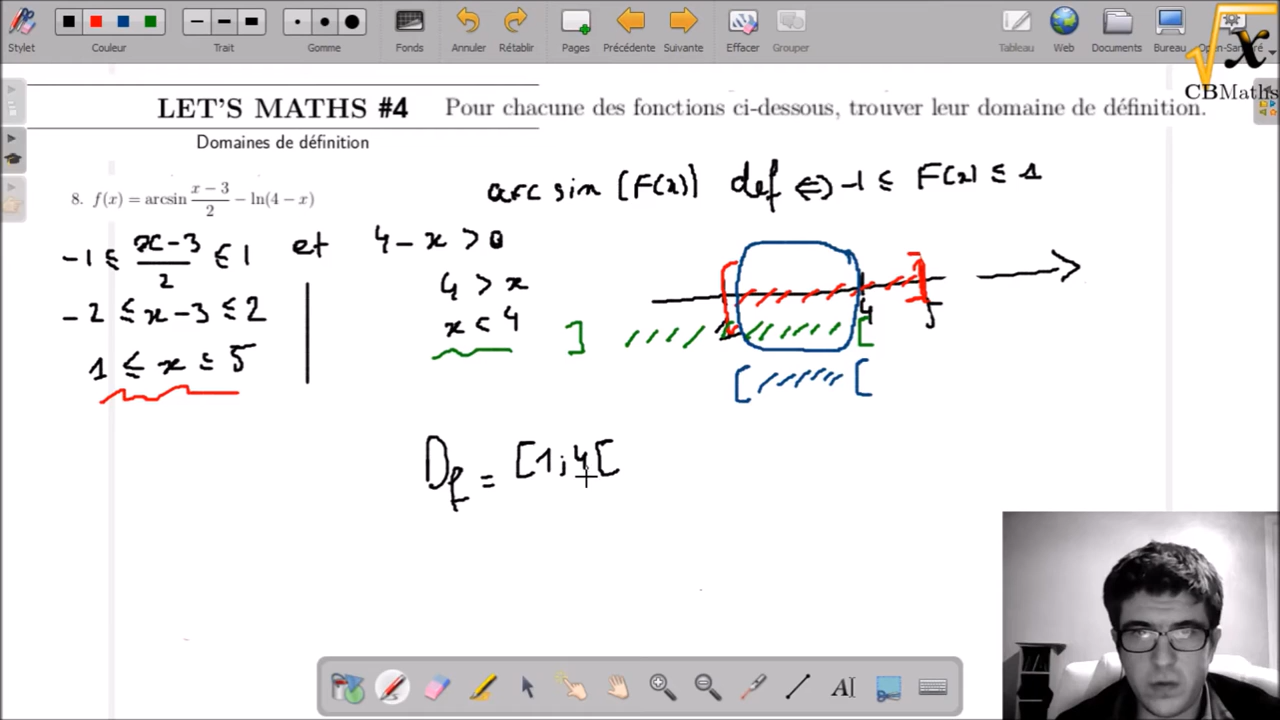 Stylet Couleur Trait Gomme Fonds Annuler Rétablir Pages Précédente Suivante Effacer Grouper Tableau Web Documents Bureau
CBMaths
LET'S MATHS #4 Pour chacune des fonctions ci-dessous, trouver leur domaine de définition.
Domaines de définition
8. f(x) = arcsin (x − 3)/2 − ln(4 − x)
arc sin (F(x)) def ⇔ -1 ≤ F(x) ≤ 1
-1 ≤ (x-3)/2 ≤ 1 et 4 - x > 0
4 > x
-2 ≤ x-3 ≤ 2
x < 4
1 ≤ x ≤ 5
] [
4 5
[ [
Df = [1;4[
AI